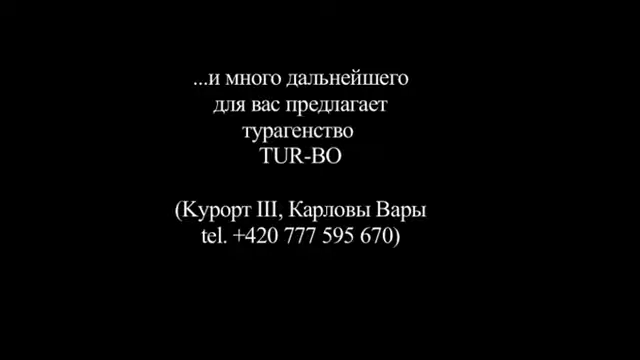 ...и много дальнейшего
для вас предлагает
турагенство
TUR-BO
(Курорт III, Карловы Вары
tel. +420 777 595 670)